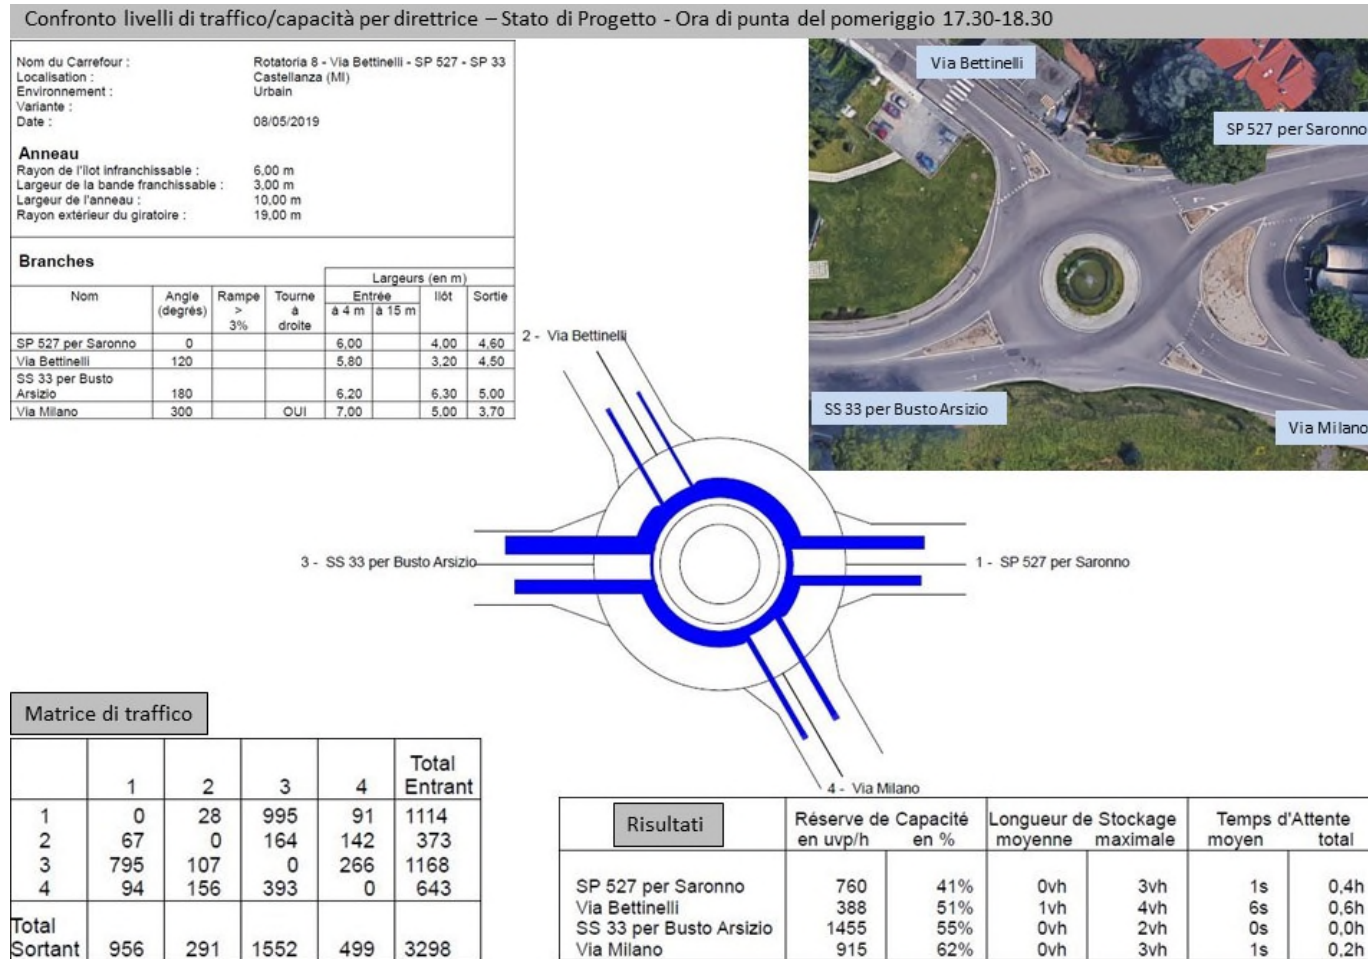 Confronto livelli di traffico/capacità per direttrice – Stato di Progetto - Ora di punta del pomeriggio 17.30-18.30
Nom du Carrefour : Rotatoria 8 - Via Bettinelli - SP 527 - SP 33
Localisation : Castellanza (MI)
Environnement : Urbain
Variante :
Date : 08/05/2019
Anneau
Rayon de l'îlot infranchissable : 6,00 m
Largeur de la bande franchissable : 3,00 m
Largeur de l'anneau : 10,00 m
Rayon extérieur du giratoire : 19,00 m
Branches
Largeurs (en m)
Nom Angle Rampe Tourne Entrée Ilôt Sortie
(degrés) > à à 4 m à 15 m
3% droite
SP 527 per Saronno 0 6,00 4,00 4,60
Via Bettinelli 120 5,80 3,20 4,50
SS 33 per Busto
Arsizio 180 6,20 6,30 5,00
Via Milano 300 OUI 7,00 5,00 3,70
Via Bettinelli
SP 527 per Saronno
SS 33 per Busto Arsizio
Via Milano
2 - Via Bettinelli
3 - SS 33 per Busto Arsizio
1 - SP 527 per Saronno
4 - Via Milano
Matrice di traffico
1 2 3 4 Total
Entrant
1 0 28 995 91 1114
2 67 0 164 142 373
3 795 107 0 266 1168
4 94 156 393 0 643
Total
Sortant 956 291 1552 499 3298
Risultati
Réserve de Capacité Longueur de Stockage Temps d'Attente
en uvp/h en % moyenne maximale moyen total
SP 527 per Saronno 760 41% 0vh 3vh 1s 0,4h
Via Bettinelli 388 51% 1vh 4vh 6s 0,6h
SS 33 per Busto Arsizio 1455 55% 0vh 2vh 0s 0,0h
Via Milano 915 62% 0vh 3vh 1s 0,2h